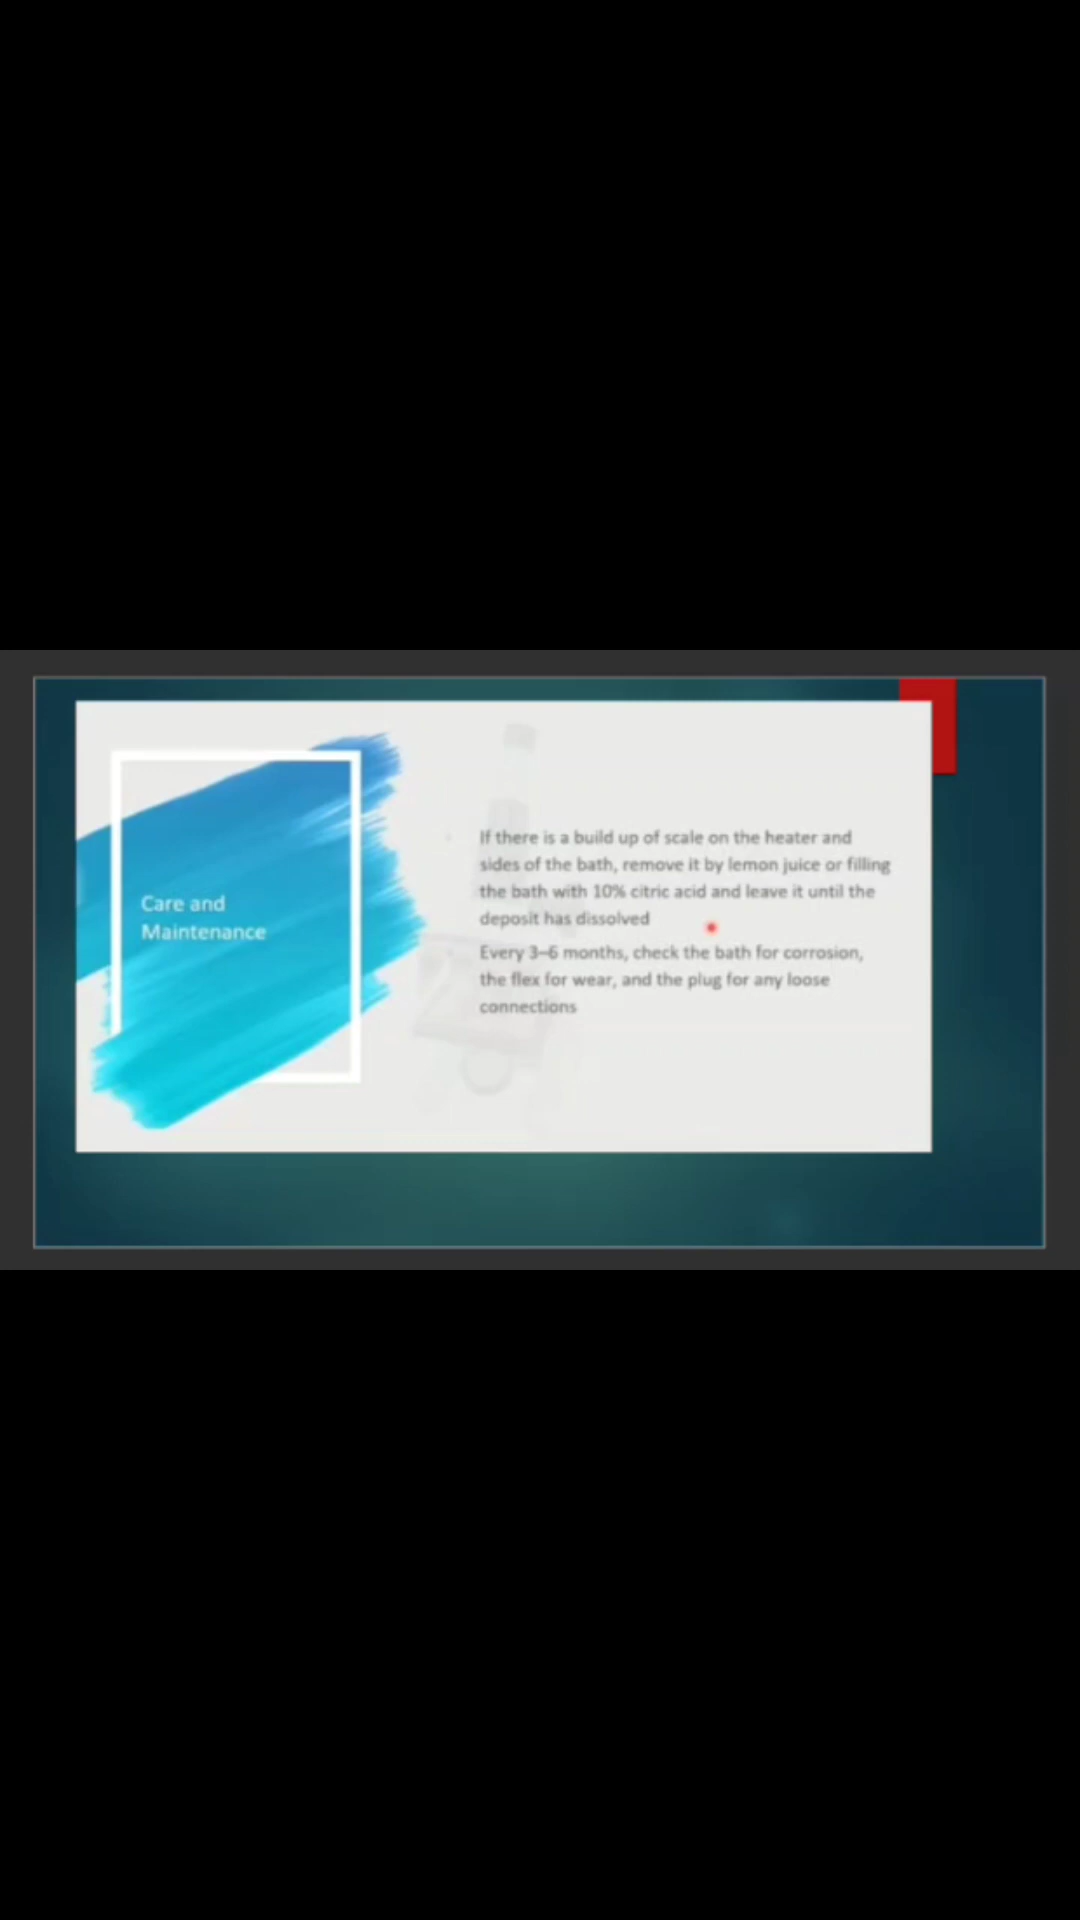 Care and
Maintenance
If there is a build up of scale on the heater and
sides of the bath, remove it by lemon juice or filling
the bath with 10% citric acid and leave it until the
deposit has dissolved
Every 3–6 months, check the bath for corrosion,
the flex for wear, and the plug for any loose
connections